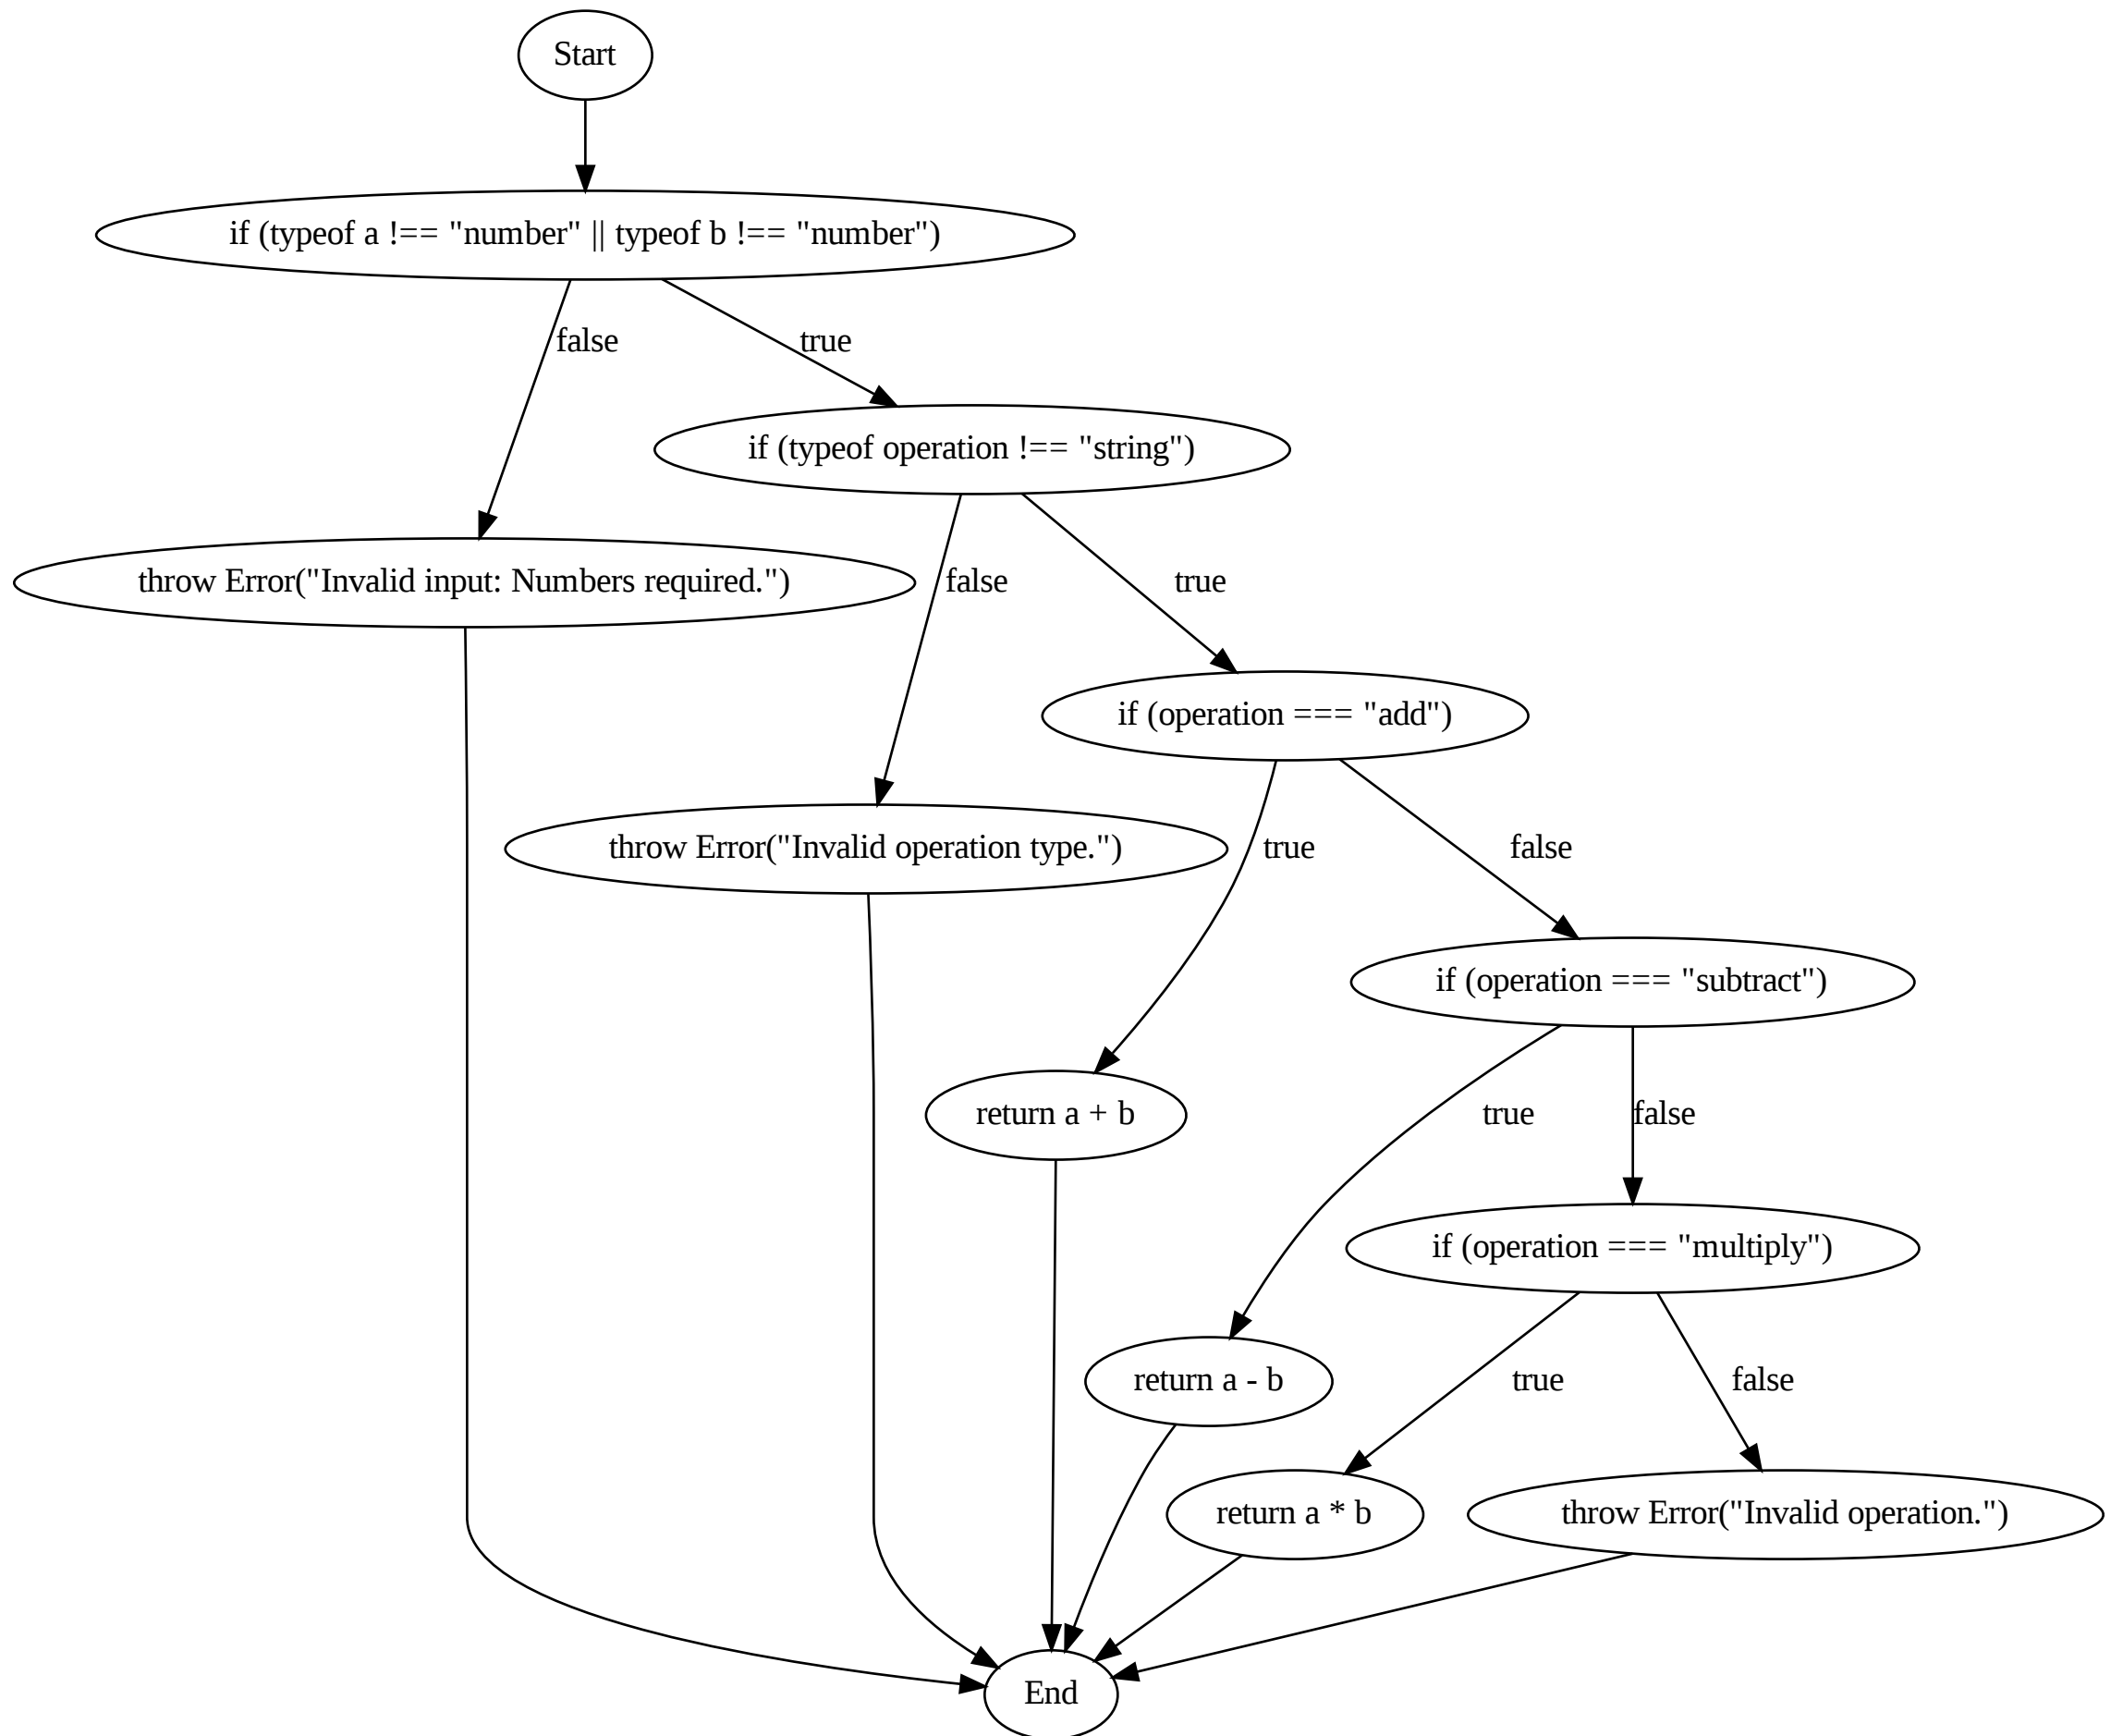 Start
if (typeof a !== "number" || typeof b !== "number")
false
true
if (typeof operation !== "string")
throw Error("Invalid input: Numbers required.")
false
true
if (operation === "add")
throw Error("Invalid operation type.")
true
false
if (operation === "subtract")
return a + b
true
false
if (operation === "multiply")
return a - b
true
false
return a * b
throw Error("Invalid operation.")
End